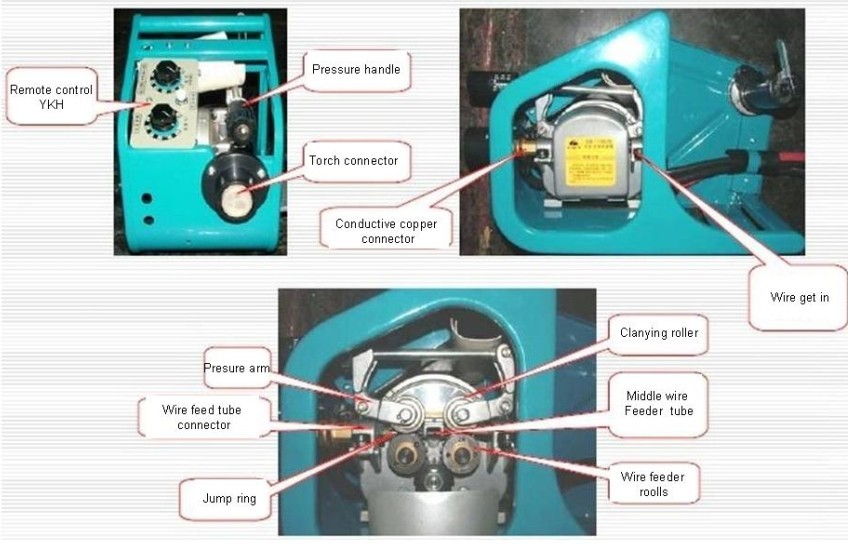 Remote control
YKH
Pressure handle
Torch connector
Conductive copper
connector
Wire get in
Clanying roller
Presure arm
Middle wire
Feeder tube
Wire feed tube
connector
Wire feeder
roolls
Jump ring